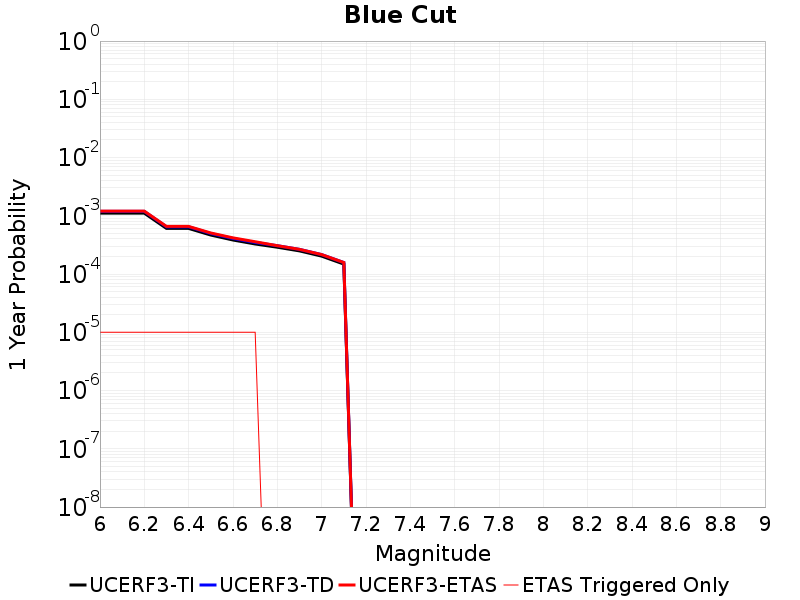 Blue Cut
10^0
10^-1
10^-2
10^-3
10^-4
10^-5
10^-6
10^-7
10^-8
1 Year Probability
6 6.2 6.4 6.6 6.8 7 7.2 7.4 7.6 7.8 8 8.2 8.4 8.6 8.8 9
Magnitude
UCERF3-TI UCERF3-TD UCERF3-ETAS ETAS Triggered Only